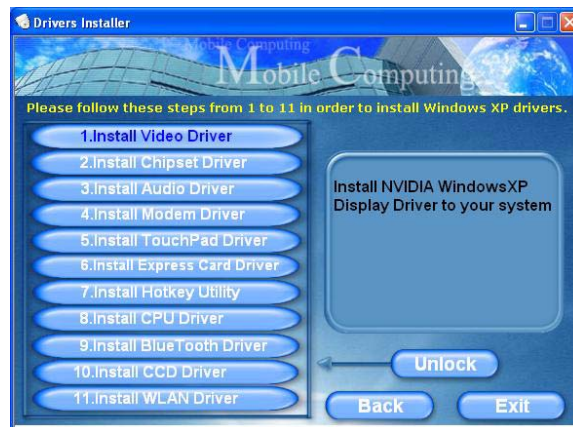 Drivers Installer
Mobile Computing
Mobile Computing
Please follow these steps from 1 to 11 in order to install Windows XP drivers.
1.Install Video Driver
2.Install Chipset Driver
3.Install Audio Driver
4.Install Modem Driver
5.Install TouchPad Driver
6.Install Express Card Driver
7.Install Hotkey Utility
8.Install CPU Driver
9.Install BlueTooth Driver
10.Install CCD Driver
11.Install WLAN Driver
Install NVIDIA WindowsXP
Display Driver to your system
Unlock
Back
Exit